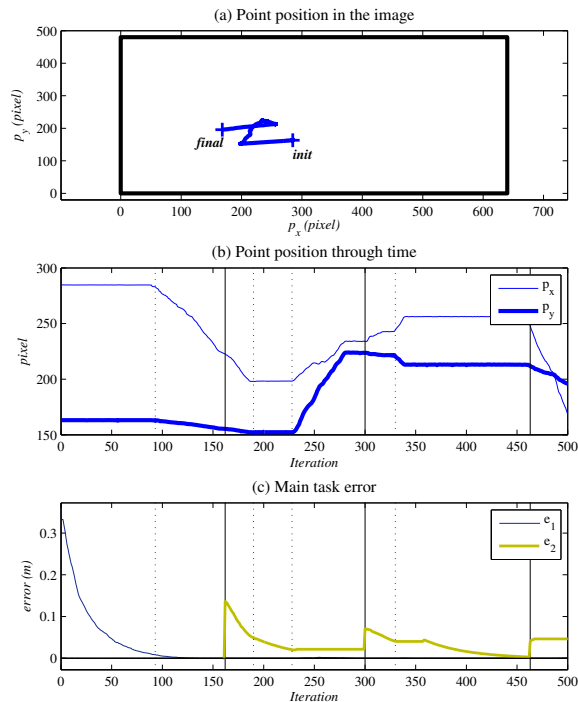 (a) Point position in the image
500
400
300
200
100
0
p_y (pixel)
final
init
0 100 200 300 400 500 600 700
p_x (pixel)
(b) Point position through time
300
250
200
150
pixel
p_x
p_y
0 50 100 150 200 250 300 350 400 450 500
Iteration
(c) Main task error
0.3
0.2
0.1
0
error (m)
e_1
e_2
0 50 100 150 200 250 300 350 400 450 500
Iteration